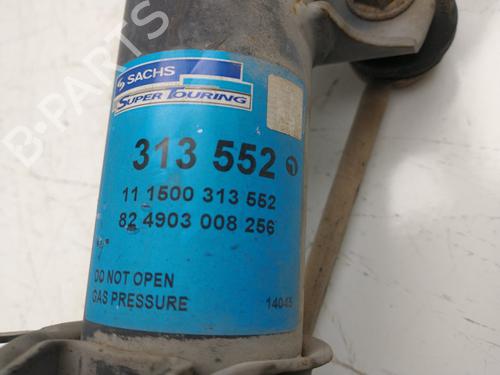 SACHS
SUPER TOURING
313 552
11 1500 313 552
82 4903 008 256
DO NOT OPEN
GAS PRESSURE
B-PARTS